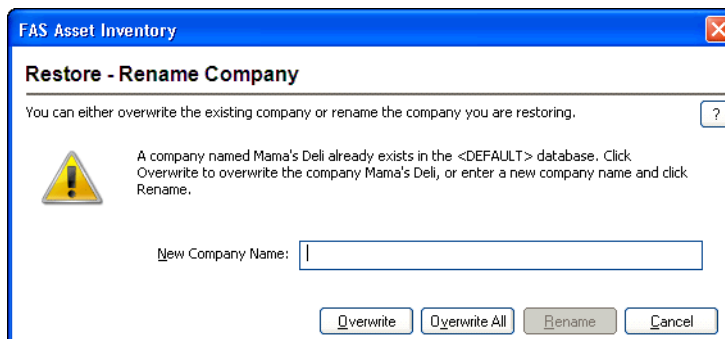 FAS Asset Inventory
Restore - Rename Company
You can either overwrite the existing company or rename the company you are restoring.
?
A company named Mama's Deli already exists in the <DEFAULT> database. Click
Overwrite to overwrite the company Mama's Deli, or enter a new company name and click
Rename.
New Company Name:
Overwrite Overwrite All Rename Cancel